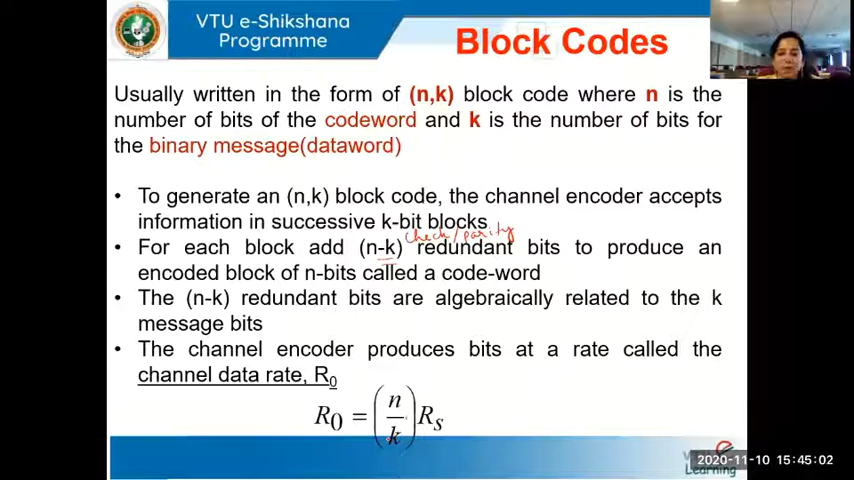 VTU e-Shikshana
Programme
Block Codes
Usually written in the form of (n,k) block code where n is the
number of bits of the codeword and k is the number of bits for
the binary message(dataword)
• To generate an (n,k) block code, the channel encoder accepts
information in successive k-bit blocks
check/parity
• For each block add (n-k) redundant bits to produce an
encoded block of n-bits called a code-word
• The (n-k) redundant bits are algebraically related to the k
message bits
• The channel encoder produces bits at a rate called the
channel data rate, R0
R0 = (n/k) Rs
2020-11-10 15:45:02
Learning